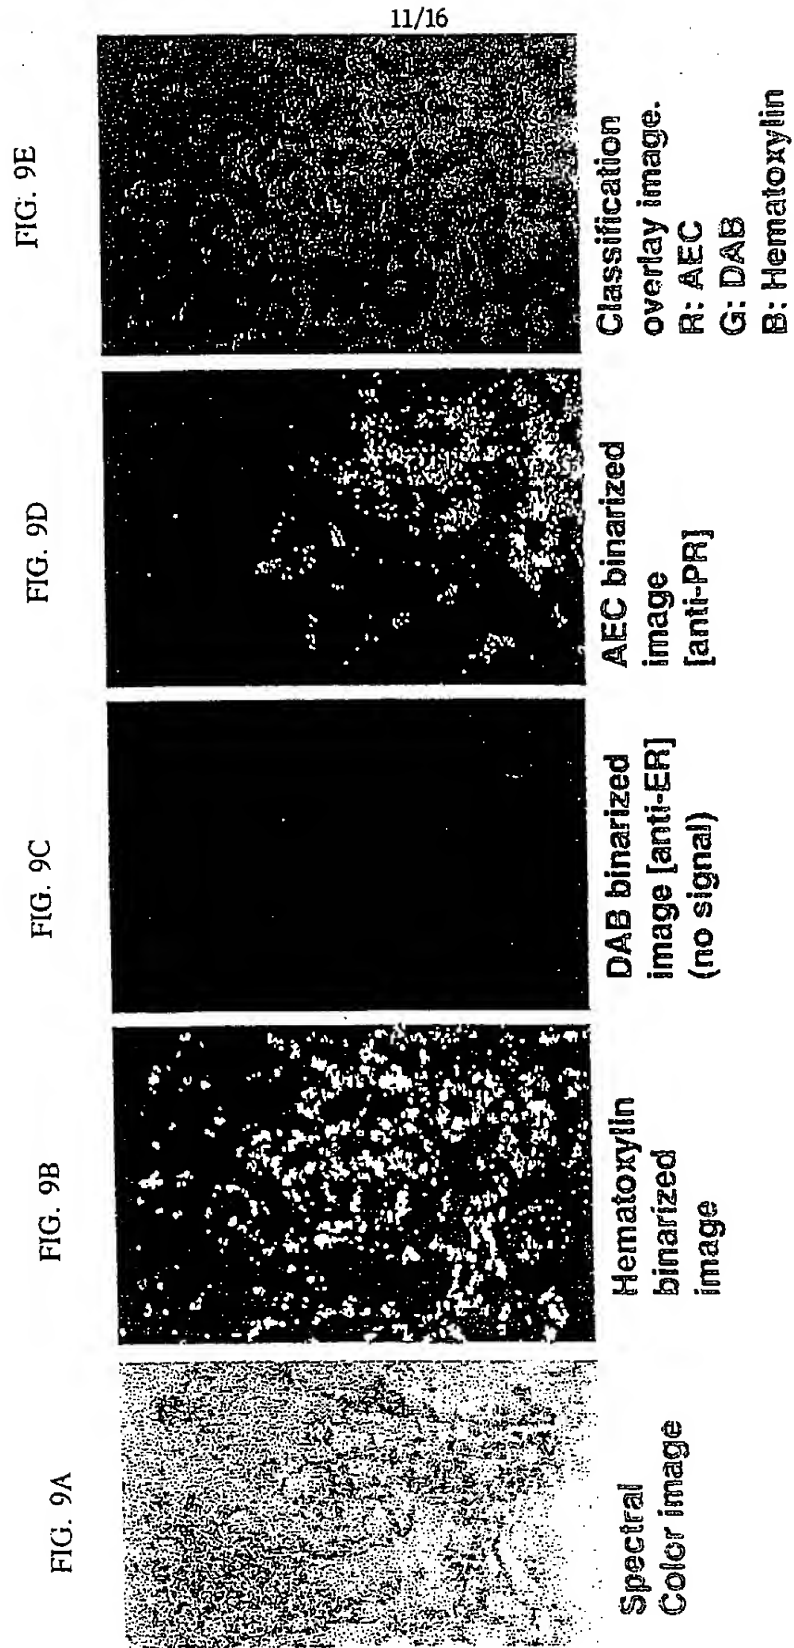 11/16
FIG. 9A
Spectral
Color image
FIG. 9B
Hematoxylin
binarized
image
FIG. 9C
DAB binarized
image [anti-ER]
(no signal)
FIG. 9D
AEC binarized
image
[anti-PR]
FIG. 9E
Classification
overlay image.
R: AEC
G: DAB
B: Hematoxylin